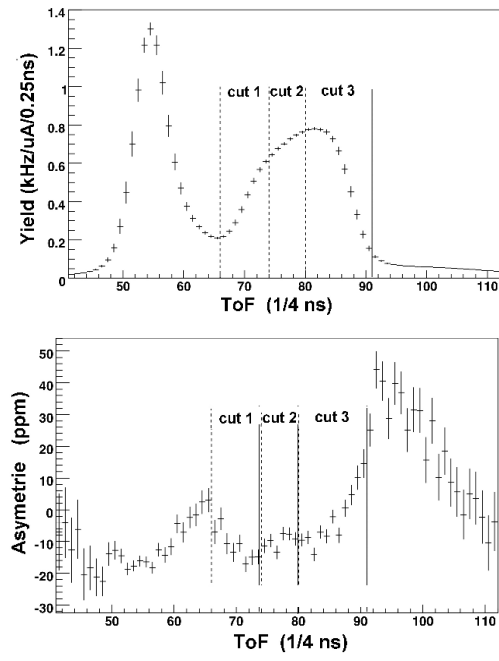 Yield (kHz/uA/0.25ns)
1.4
1.2
1
0.8
0.6
0.4
0.2
cut 1 cut 2 cut 3
50 60 70 80 90 100 110
ToF (1/4 ns)
Asymetrie (ppm)
50
40
30
20
10
0
-10
-20
-30
cut 1 cut 2 cut 3
50 60 70 80 90 100 110
ToF (1/4 ns)